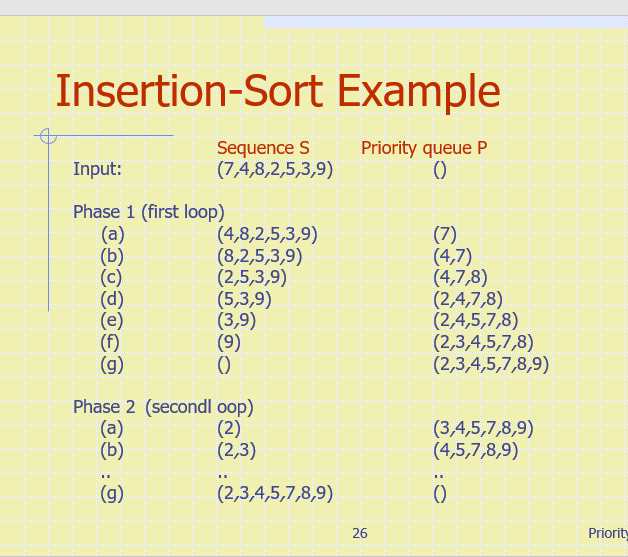 Insertion-Sort Example
Sequence S Priority queue P
Input: (7,4,8,2,5,3,9) ()
Phase 1 (first loop)
(a) (4,8,2,5,3,9) (7)
(b) (8,2,5,3,9) (4,7)
(c) (2,5,3,9) (4,7,8)
(d) (5,3,9) (2,4,7,8)
(e) (3,9) (2,4,5,7,8)
(f) (9) (2,3,4,5,7,8)
(g) () (2,3,4,5,7,8,9)
Phase 2 (secondl oop)
(a) (2) (3,4,5,7,8,9)
(b) (2,3) (4,5,7,8,9)
.. .. ..
(g) (2,3,4,5,7,8,9) ()
26 Priority